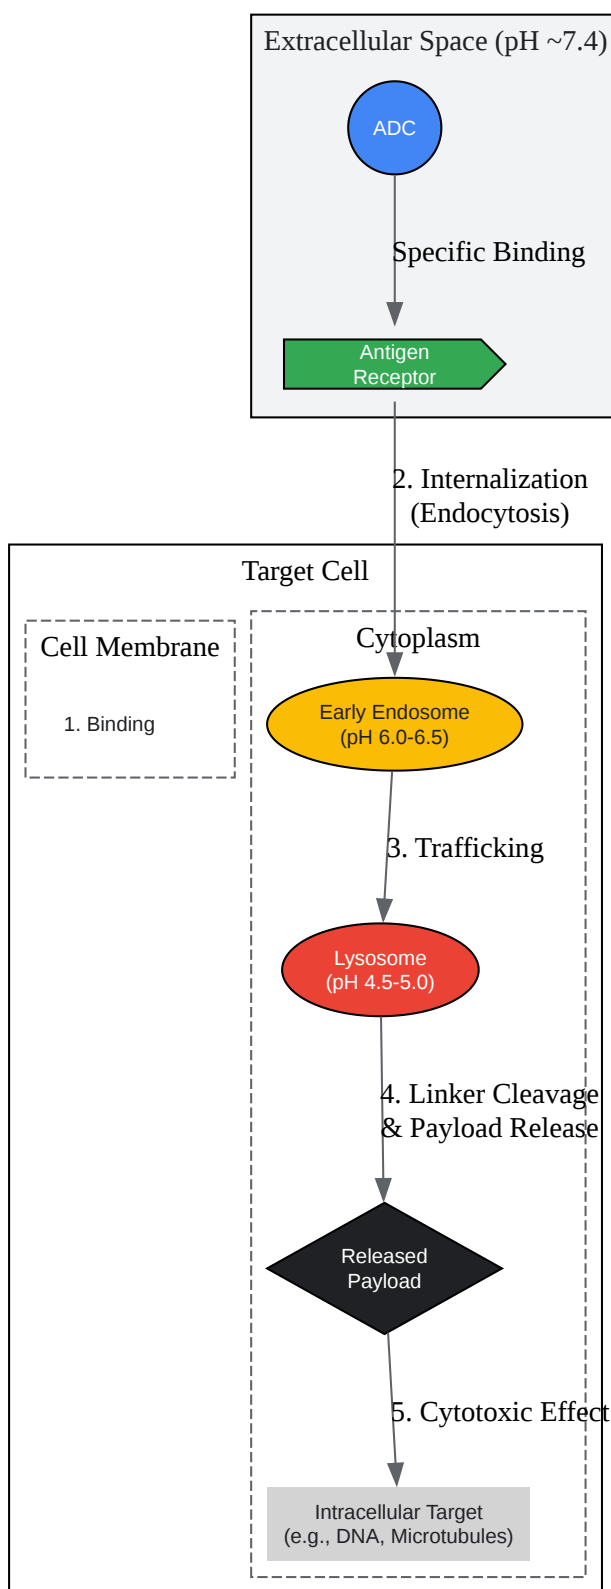 Extracellular Space (pH ~7.4)
ADC
Specific Binding
Antigen
Receptor
2. Internalization
(Endocytosis)
Target Cell
Cell Membrane
1. Binding
Cytoplasm
Early Endosome
(pH 6.0-6.5)
3. Trafficking
Lysosome
(pH 4.5-5.0)
4. Linker Cleavage
& Payload Release
Released
Payload
5. Cytotoxic Effect
Intracellular Target
(e.g., DNA, Microtubules)